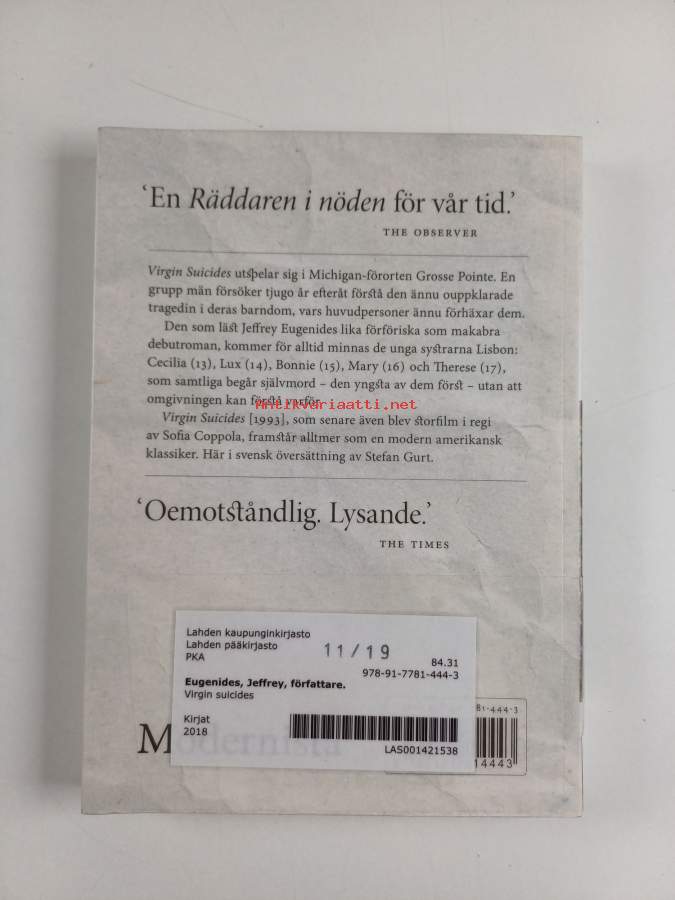 ‘En Räddaren i nöden för vår tid.’
THE OBSERVER
Virgin Suicides utspelar sig i Michigan-förorten Grosse Pointe. En
grupp män försöker tjugo år efteråt förstå den ännu ouppklarade
tragedin i deras barndom, vars huvudpersoner ännu förhäxar dem.
Den som läst Jeffrey Eugenides lika förföriska som makabra
debutroman, kommer för alltid minnas de unga systrarna Lisbon:
Cecilia (13), Lux (14), Bonnie (15), Mary (16) och Therese (17),
som samtliga begår självmord – den yngsta av dem först – utan att
omgivningen kan förstå varför.
Antikvariaatti.net
Virgin Suicides [1993], som senare även blev storfilm i regi
av Sofia Coppola, framstår alltmer som en modern amerikansk
klassiker. Här i svensk översättning av Stefan Gurt.
‘Oemotståndlig. Lysande.’
THE TIMES
Lahden kaupunginkirjasto
Lahden pääkirjasto
PKA
11/19
84.31
978-91-7781-444-3
Eugenides, Jeffrey, författare.
Virgin suicides
Kirjat
2018
LAS001421538
Modernista
81-444-3
14443